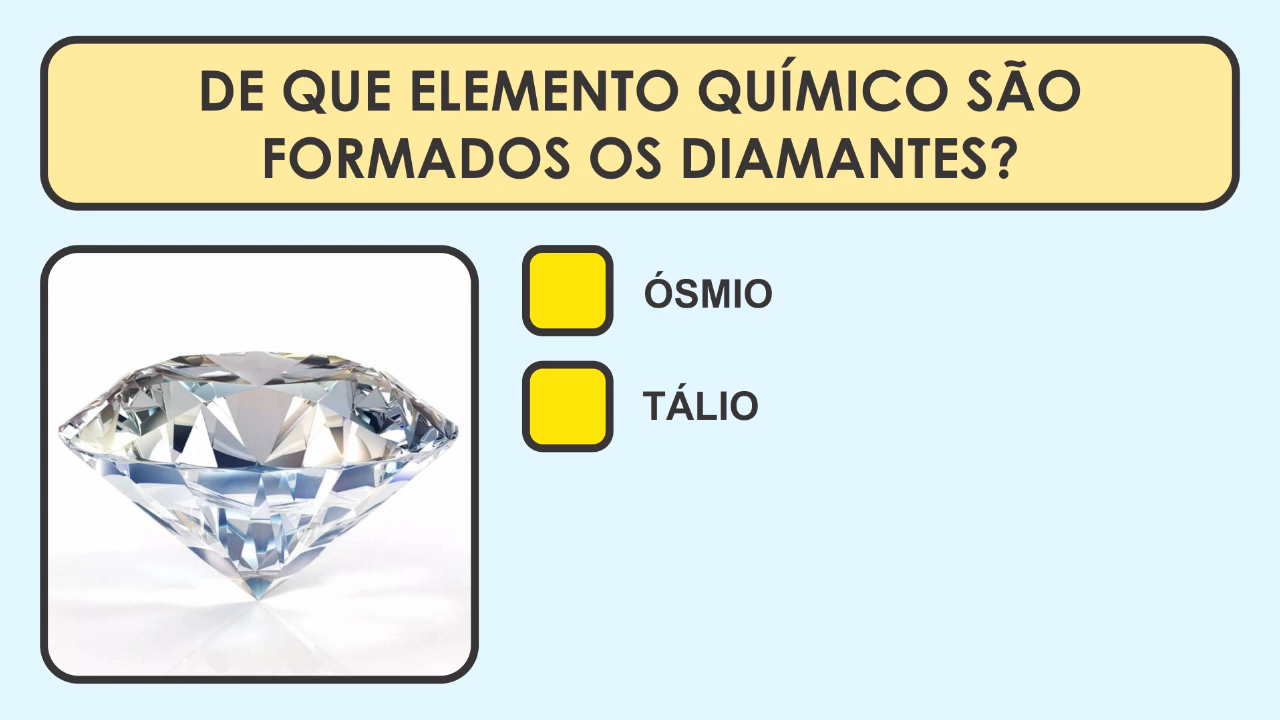 DE QUE ELEMENTO QUÍMICO SÃO
FORMADOS OS DIAMANTES?
ÓSMIO
TÁLIO